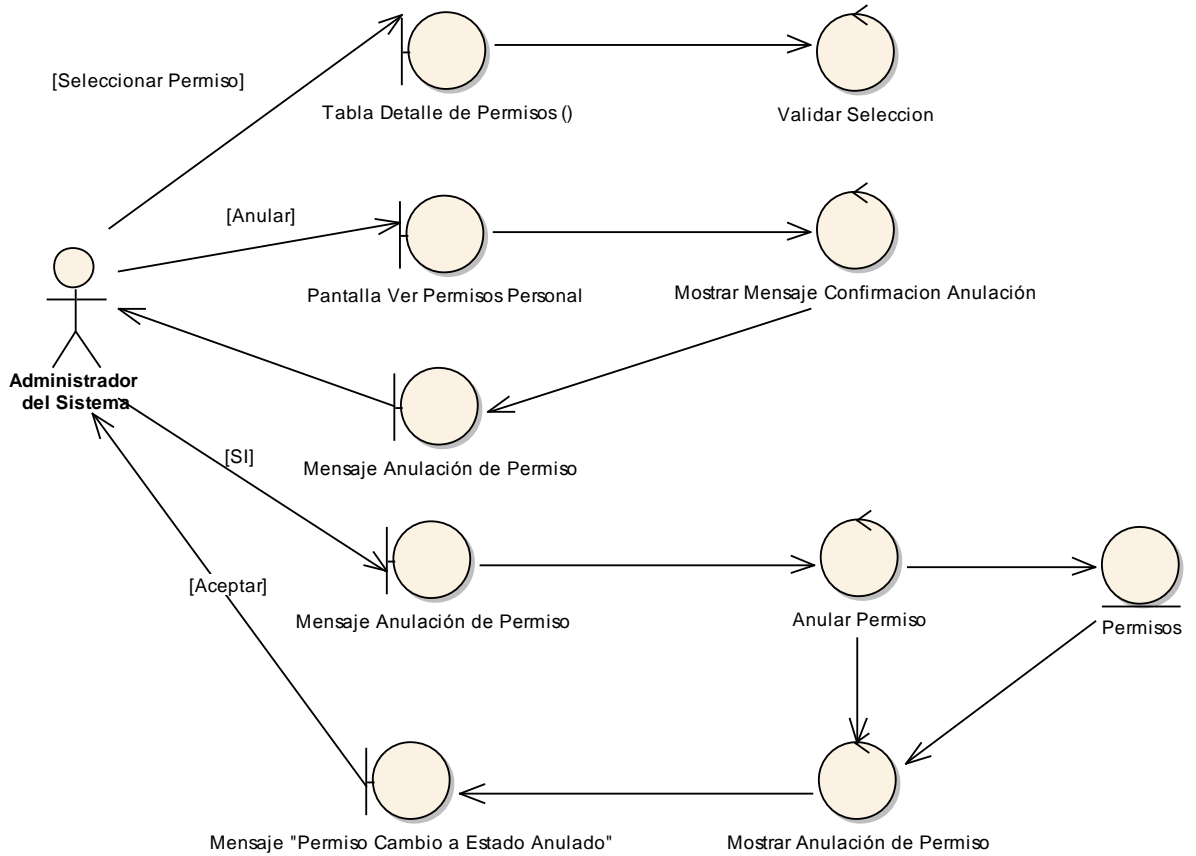 [Seleccionar Permiso]
Tabla Detalle de Permisos ()
Validar Seleccion
[Anular]
Pantalla Ver Permisos Personal
Mostrar Mensaje Confirmacion Anulación
Administrador
del Sistema
Mensaje Anulación de Permiso
[SI]
Mensaje Anulación de Permiso
Anular Permiso
Permisos
[Aceptar]
Mensaje "Permiso Cambio a Estado Anulado"
Mostrar Anulación de Permiso